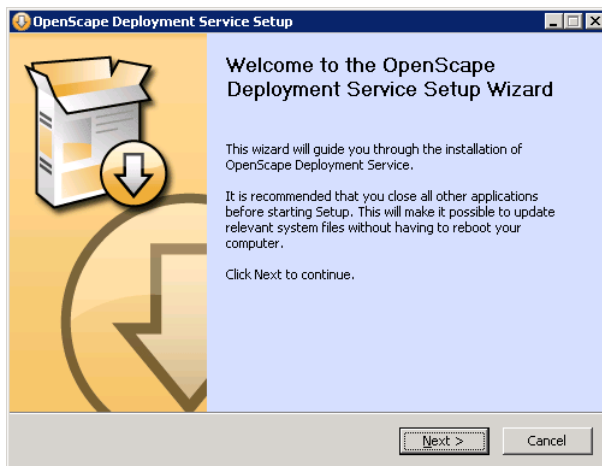 OpenScape Deployment Service Setup
Welcome to the OpenScape
Deployment Service Setup Wizard
This wizard will guide you through the installation of
OpenScape Deployment Service.
It is recommended that you close all other applications
before starting Setup. This will make it possible to update
relevant system files without having to reboot your
computer.
Click Next to continue.
Next >
Cancel